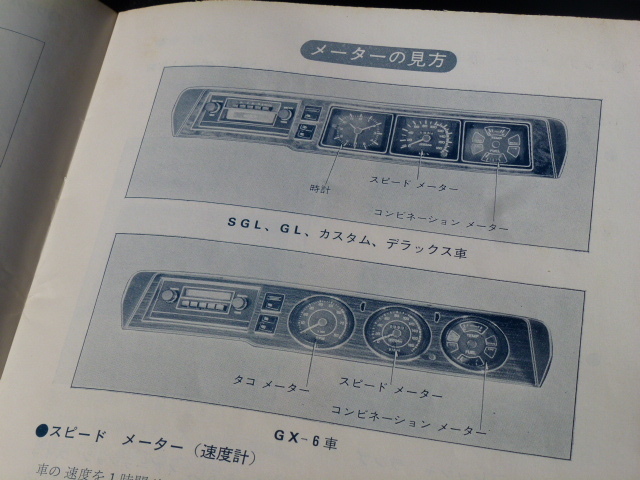 メーターの見方
時計
スピード メーター
コンビネーション メーター
SGL、GL、カスタム、デラックス車
タコ メーター
スピード メーター
コンビネーション メーター
GX-6車
●スピード メーター（速度計）
車の速度を1時間